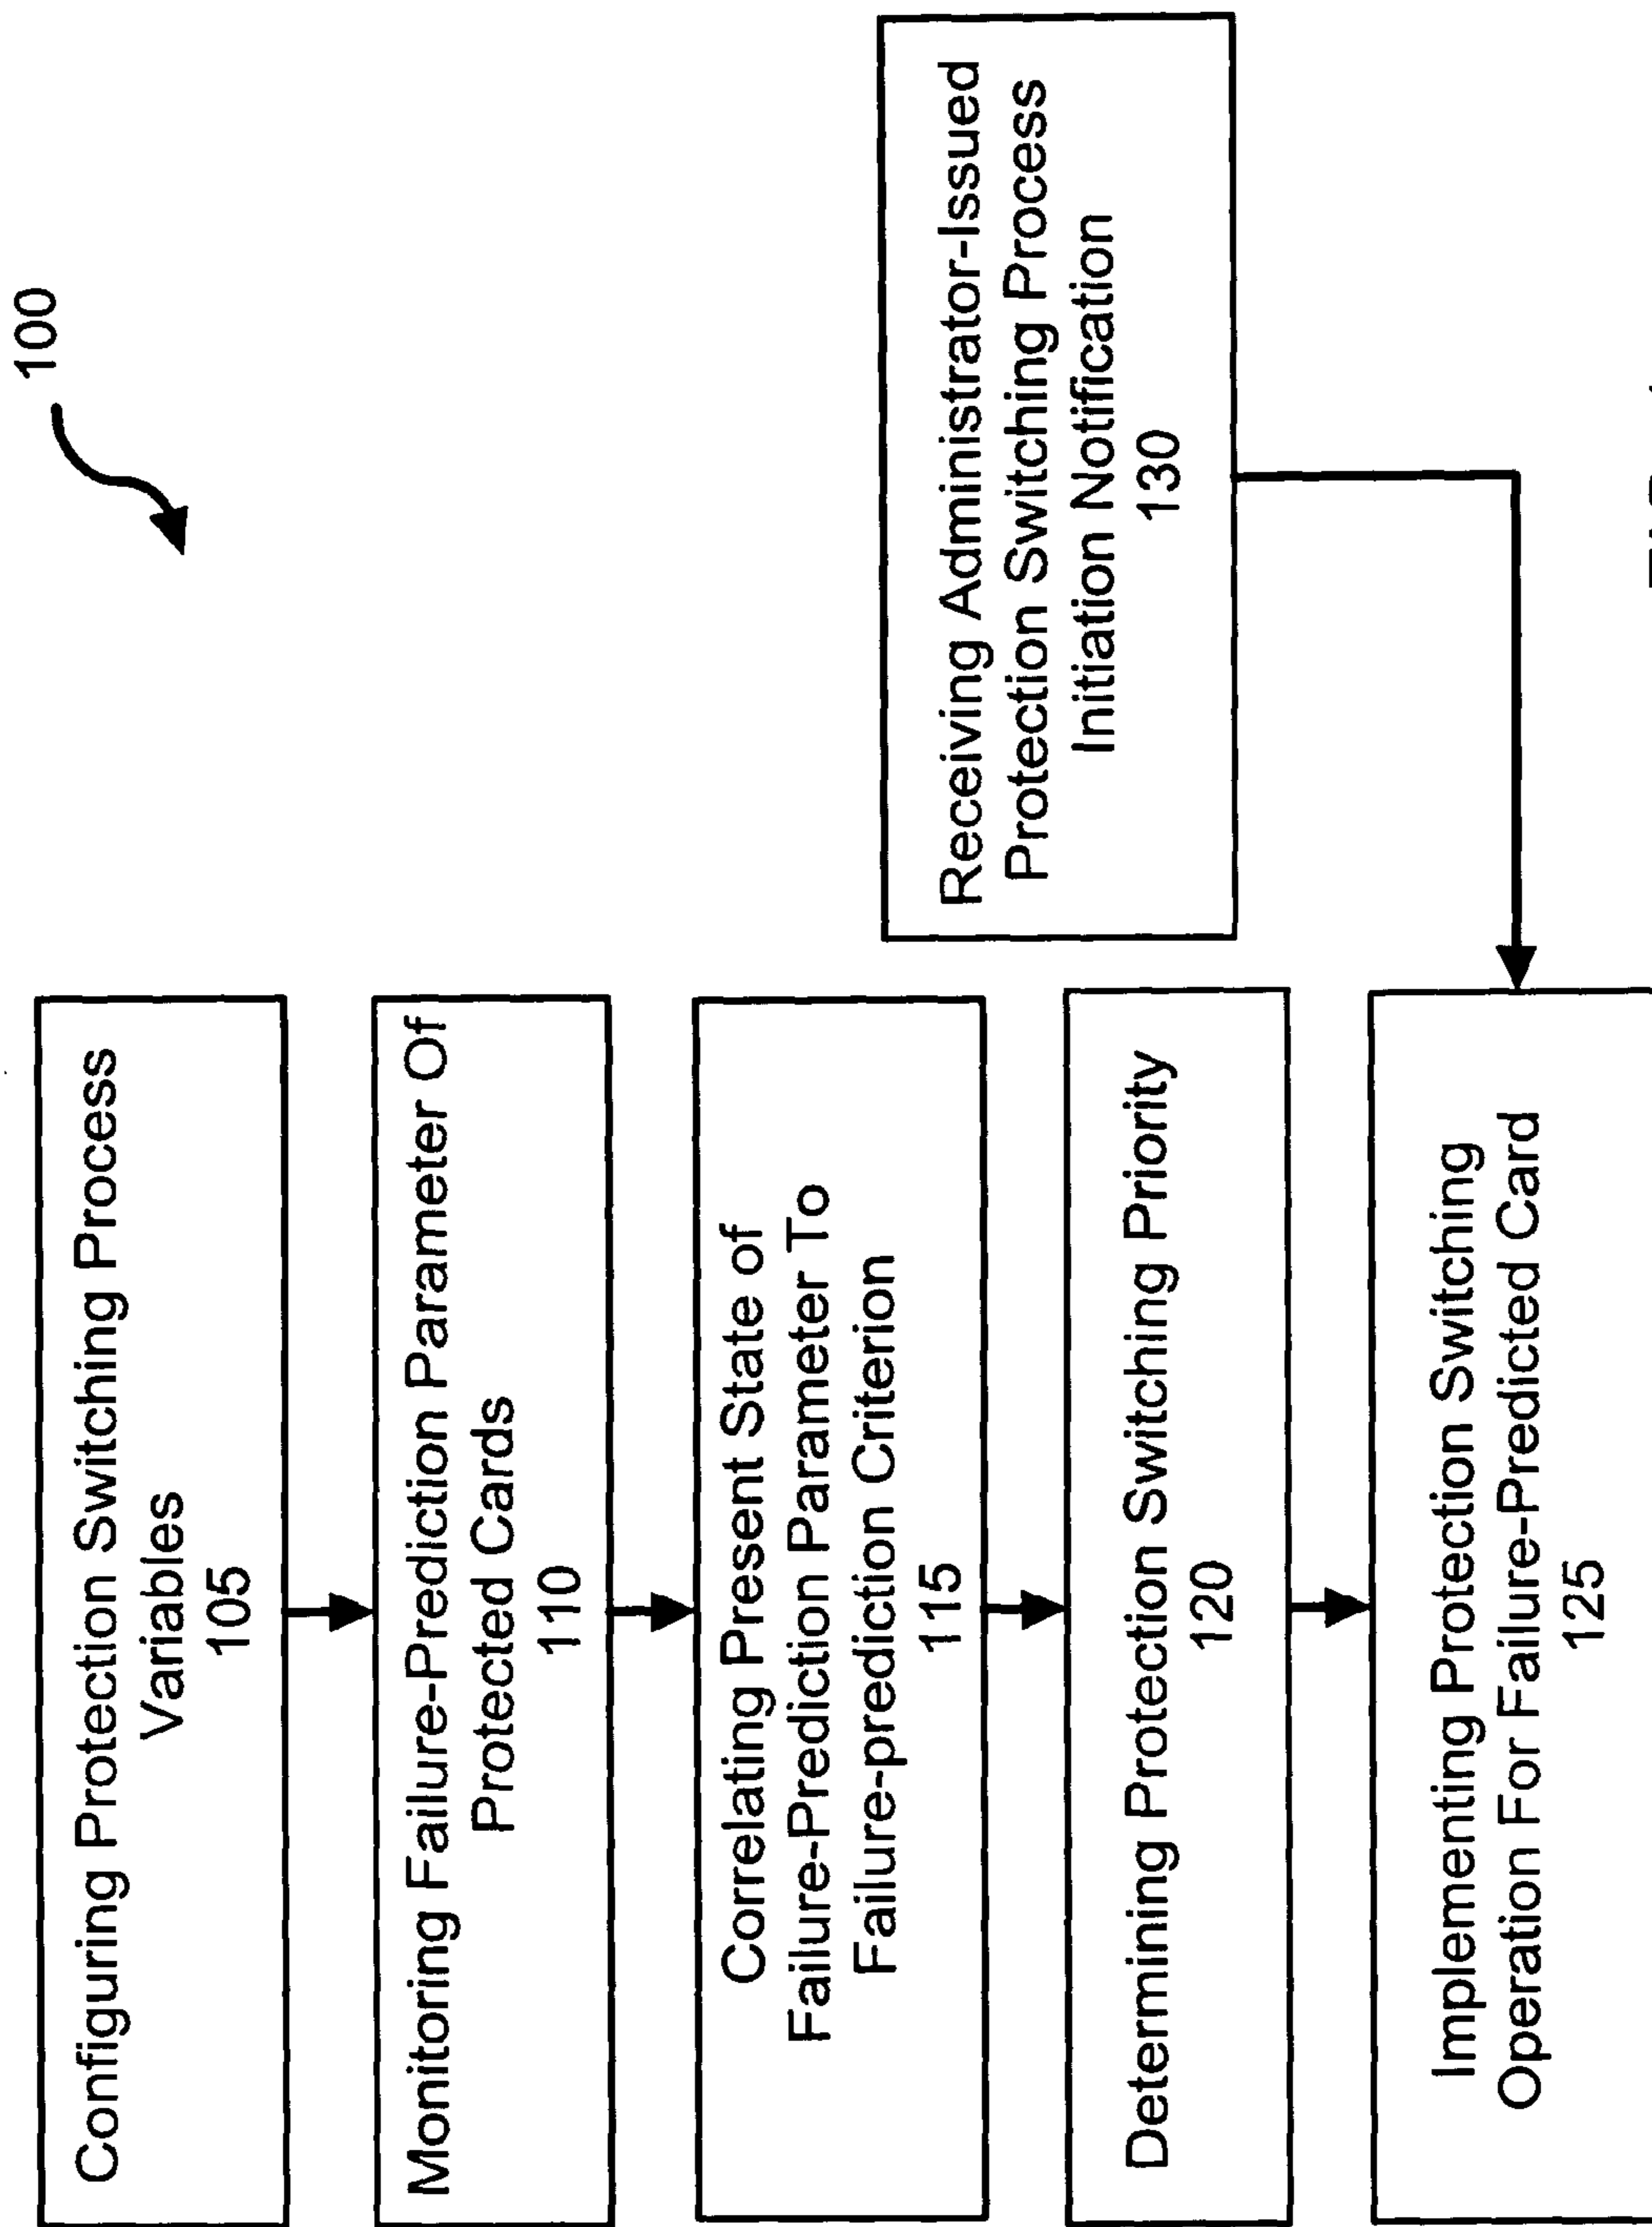 100
Configuring Protection Switching Process
Variables
105
Monitoring Failure-Prediction Parameter Of
Protected Cards
110
Correlating Present State of
Failure-Prediction Parameter To
Failure-prediction Criterion
115
Determining Protection Switching Priority
120
Implementing Protection Switching
Operation For Failure-Predicted Card
125
Receiving Administrator-Issued
Protection Switching Process
Initiation Notification
130